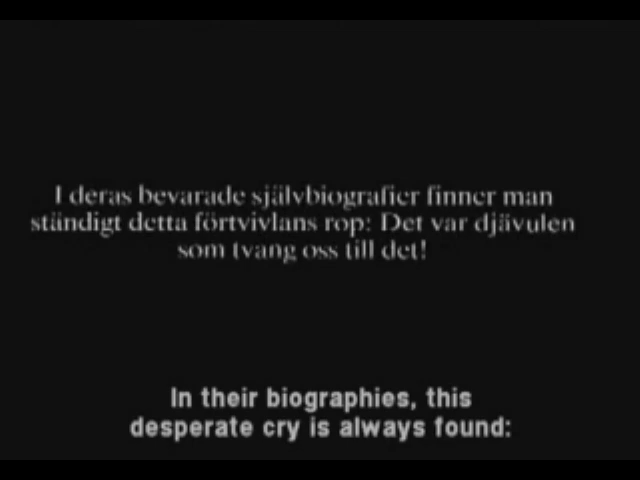 I deras bevarade självbiografier finner man
ständigt detta förtvivlans rop: Det var djävulen
som tvang oss till det!
In their biographies, this
desperate cry is always found: